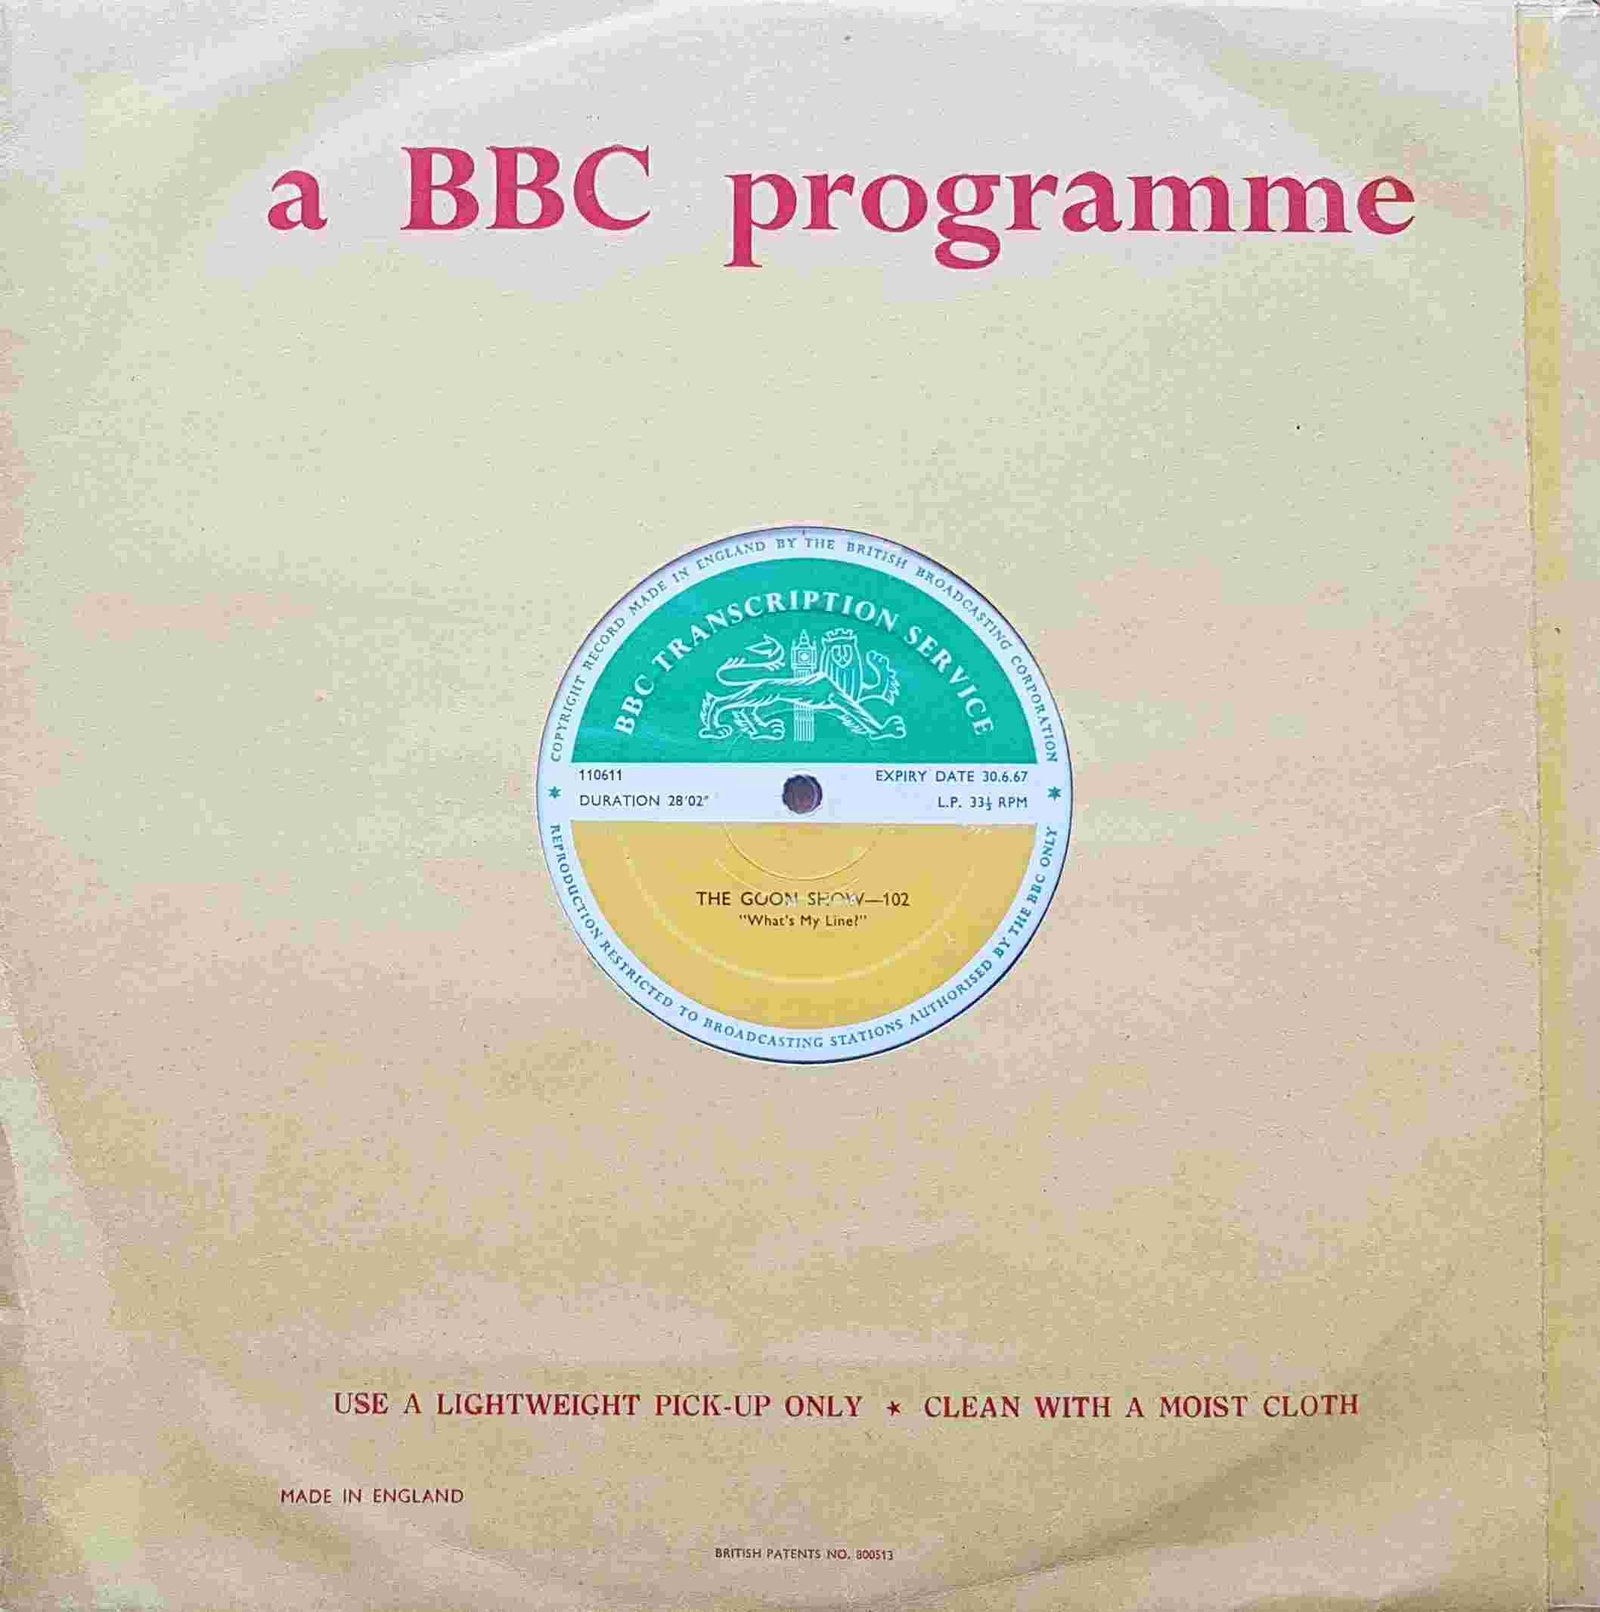 a BBC programme
COPYRIGHT RECORD MADE IN ENGLAND BY THE BRITISH BROADCASTING CORPORATION
BBC TRANSCRIPTION SERVICE
110611 EXPIRY DATE 30.6.67
DURATION 28'02" L.P. 33⅓ RPM
THE GOON SHOW—102
"What's My Line?"
REPRODUCTION RESTRICTED TO BROADCASTING STATIONS AUTHORISED BY THE BBC ONLY
USE A LIGHTWEIGHT PICK-UP ONLY ★ CLEAN WITH A MOIST CLOTH
MADE IN ENGLAND
BRITISH PATENTS NO. 800513